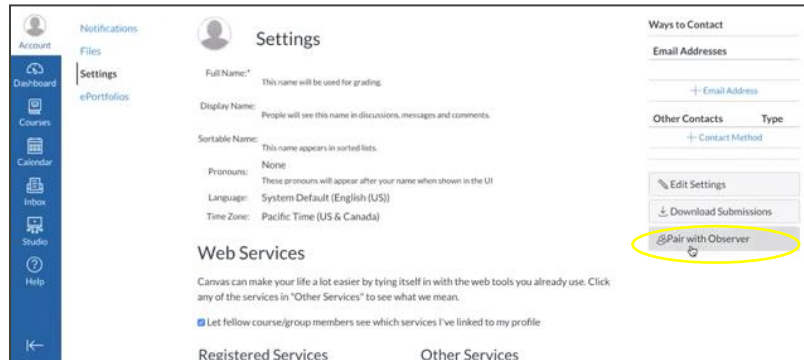 Account
Dashboard
Courses
Calendar
Inbox
Studio
Help
Notifications
Files
Settings
ePortfolios
Settings
Full Name:*
This name will be used for grading.
Display Name:
People will see this name in discussions, messages and comments.
Sortable Name:
This name appears in sorted lists.
Pronouns:
None
These pronouns will appear after your name when shown in the UI
Language: System Default (English (US))
Time Zone: Pacific Time (US & Canada)
Web Services
Canvas can make your life a lot easier by tying itself in with the web tools you already use. Click
any of the services in "Other Services" to see what we mean.
Let fellow course/group members see which services I've linked to my profile
Registered Services Other Services
Ways to Contact
Email Addresses
+ Email Address
Other Contacts Type
+ Contact Method
Edit Settings
Download Submissions
Pair with Observer